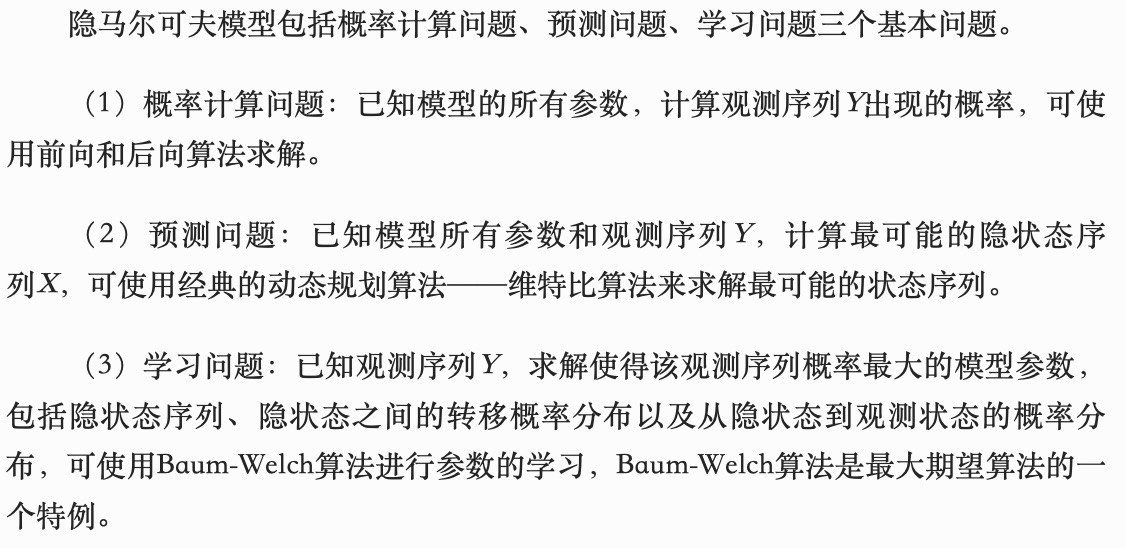 隐马尔可夫模型包括概率计算问题、预测问题、学习问题三个基本问题。
（1）概率计算问题：已知模型的所有参数，计算观测序列Y出现的概率，可使
用前向和后向算法求解。
（2）预测问题：已知模型所有参数和观测序列Y，计算最可能的隐状态序
列X，可使用经典的动态规划算法——维特比算法来求解最可能的状态序列。
（3）学习问题：已知观测序列Y，求解使得该观测序列概率最大的模型参数，
包括隐状态序列、隐状态之间的转移概率分布以及从隐状态到观测状态的概率分
布，可使用Baum-Welch算法进行参数的学习，Baum-Welch算法是最大期望算法的一
个特例。